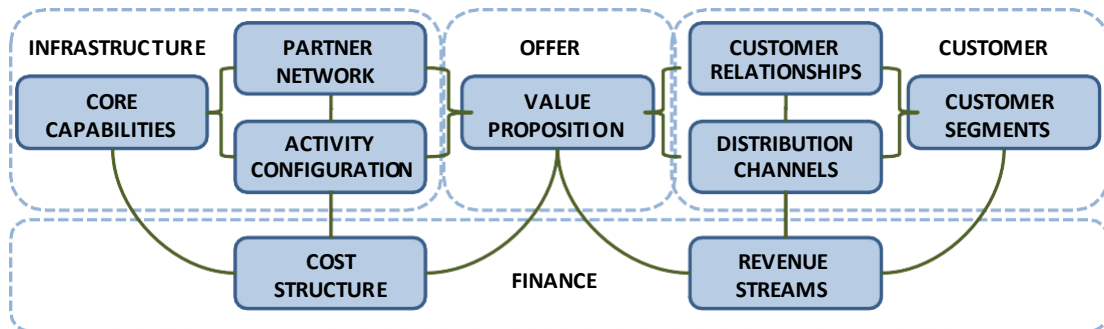 INFRASTRUCTURE
CORE
CAPABILITIES
PARTNER
NETWORK
ACTIVITY
CONFIGURATION
OFFER
VALUE
PROPOSITION
CUSTOMER
RELATIONSHIPS
DISTRIBUTION
CHANNELS
CUSTOMER
CUSTOMER
SEGMENTS
COST
STRUCTURE
FINANCE
REVENUE
STREAMS